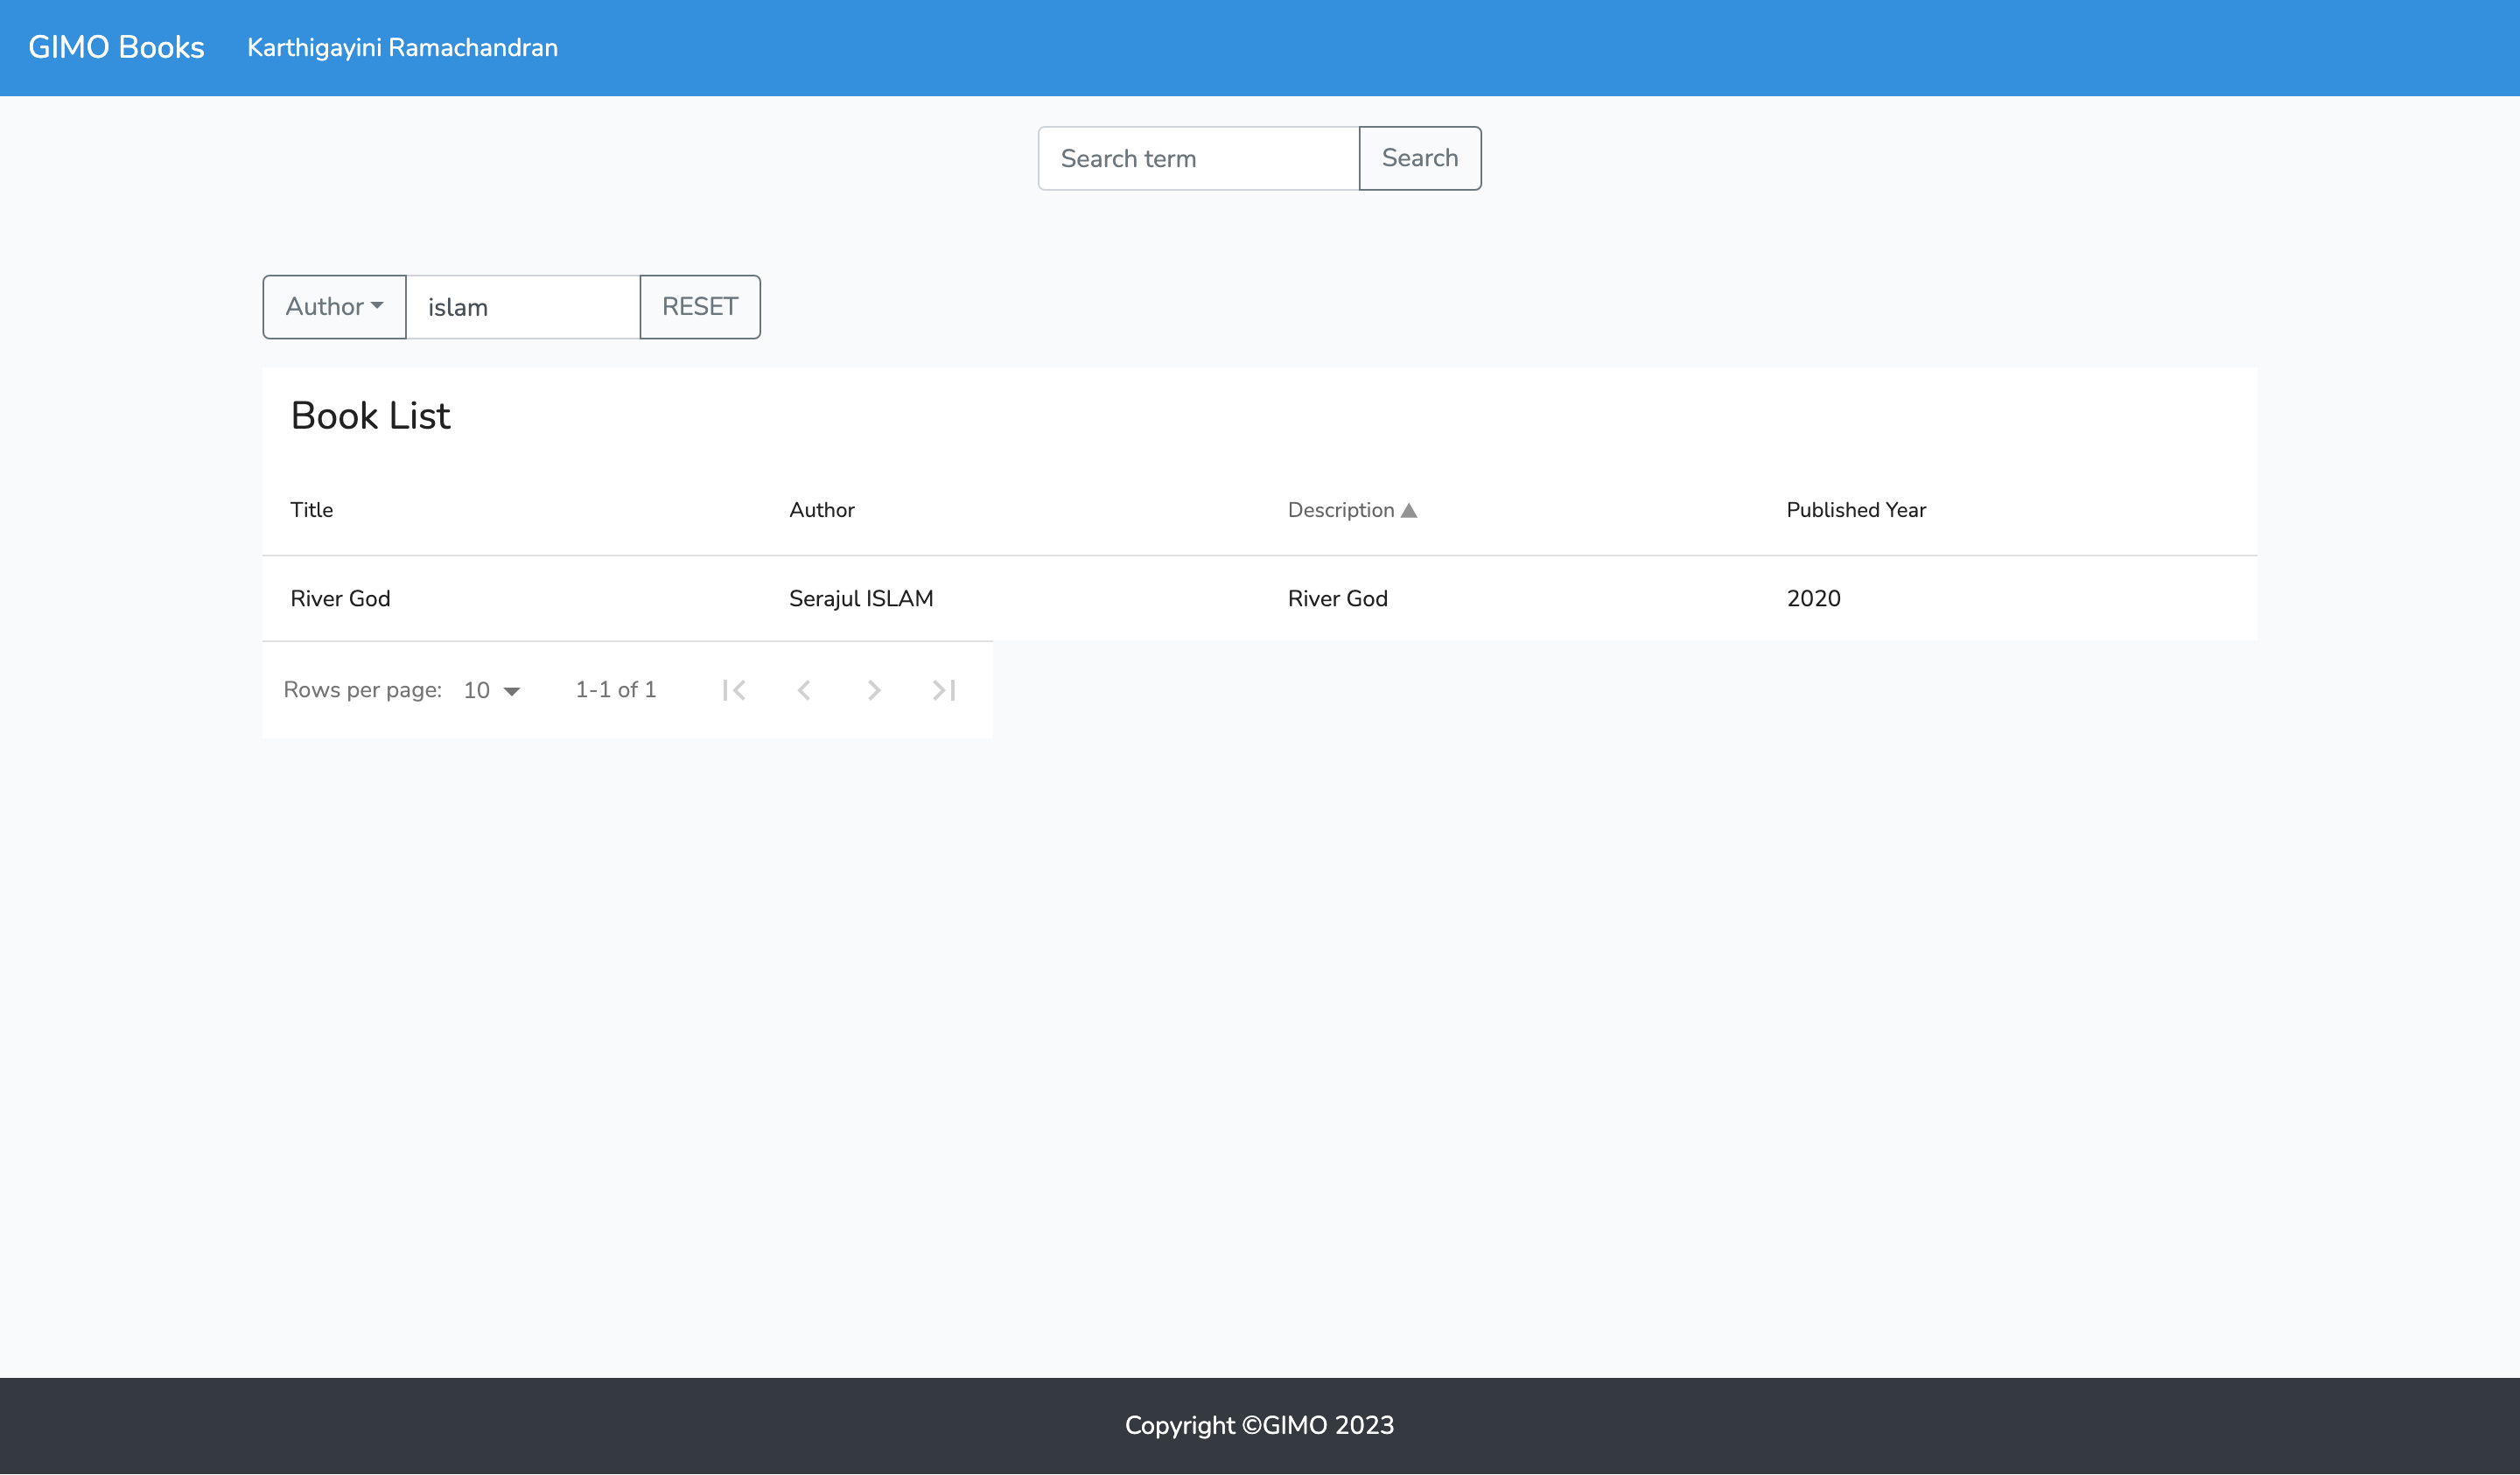 GIMO Books Karthigayini Ramachandran
Search term Search
Author islam RESET
Book List
Title Author Description ▲ Published Year
River God Serajul ISLAM River God 2020
Rows per page: 10 1-1 of 1
Copyright ©GIMO 2023